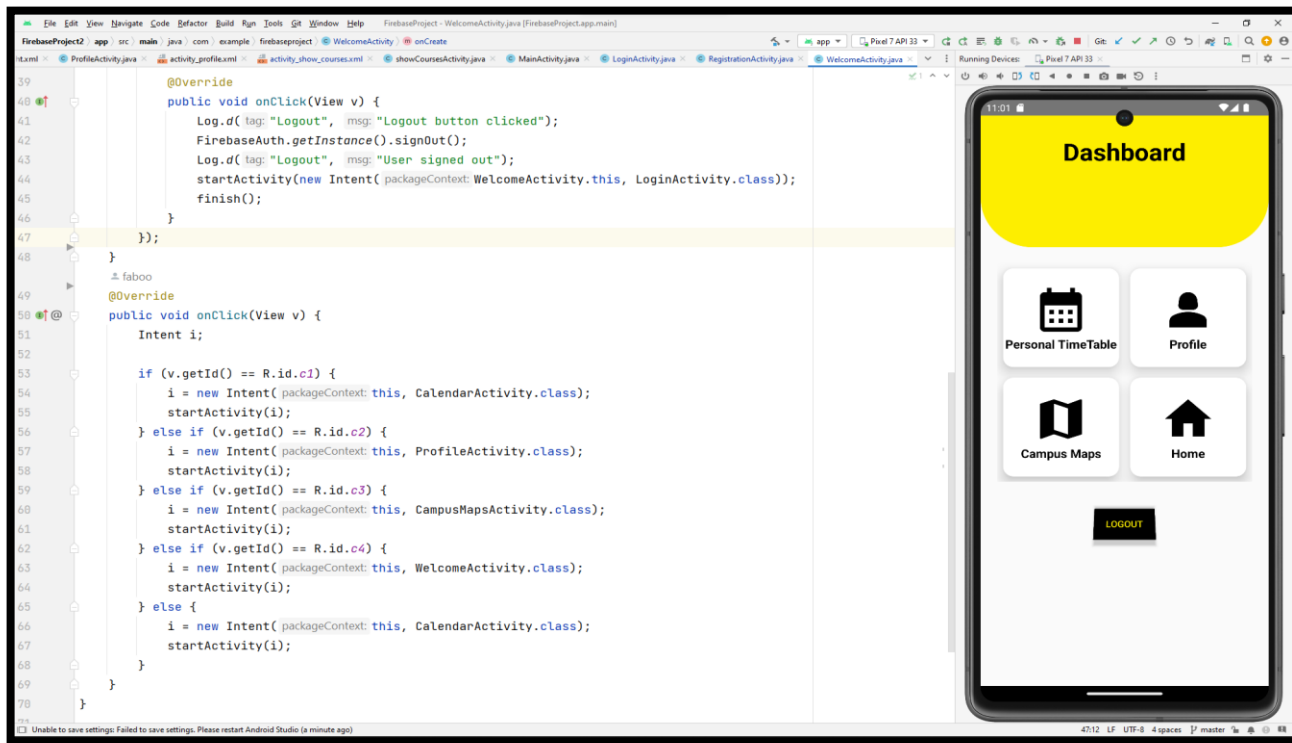 File Edit View Navigate Code Refactor Build Run Tools Git Window Help FirebaseProject - WelcomeActivity.java [FirebaseProject.app.main]
FirebaseProject2 app src main java com example firebaseproject WelcomeActivity onCreate app Pixel 7 API 33 Git:
ht.xml ProfileActivity.java activity_profile.xml activity_show_courses.xml showCoursesActivity.java MainActivity.java LoginActivity.java RegistrationActivity.java WelcomeActivity.java Running Devices: Pixel 7 API 33
1
39 @Override
40 public void onClick(View v) {
41 Log.d( tag: "Logout", msg: "Logout button clicked");
42 FirebaseAuth.getInstance().signOut();
43 Log.d( tag: "Logout", msg: "User signed out");
44 startActivity(new Intent( packageContext: WelcomeActivity.this, LoginActivity.class));
45 finish();
46 }
47 });
48 }
faboo
49 @Override
50 @ public void onClick(View v) {
51 Intent i;
52
53 if (v.getId() == R.id.c1) {
54 i = new Intent( packageContext: this, CalendarActivity.class);
55 startActivity(i);
56 } else if (v.getId() == R.id.c2) {
57 i = new Intent( packageContext: this, ProfileActivity.class);
58 startActivity(i);
59 } else if (v.getId() == R.id.c3) {
60 i = new Intent( packageContext: this, CampusMapsActivity.class);
61 startActivity(i);
62 } else if (v.getId() == R.id.c4) {
63 i = new Intent( packageContext: this, WelcomeActivity.class);
64 startActivity(i);
65 } else {
66 i = new Intent( packageContext: this, CalendarActivity.class);
67 startActivity(i);
68 }
69 }
70 }
11:01
Dashboard
Personal TimeTable
Profile
Campus Maps
Home
LOGOUT
Unable to save settings: Failed to save settings. Please restart Android Studio (a minute ago)
47:12 LF UTF-8 4 spaces master